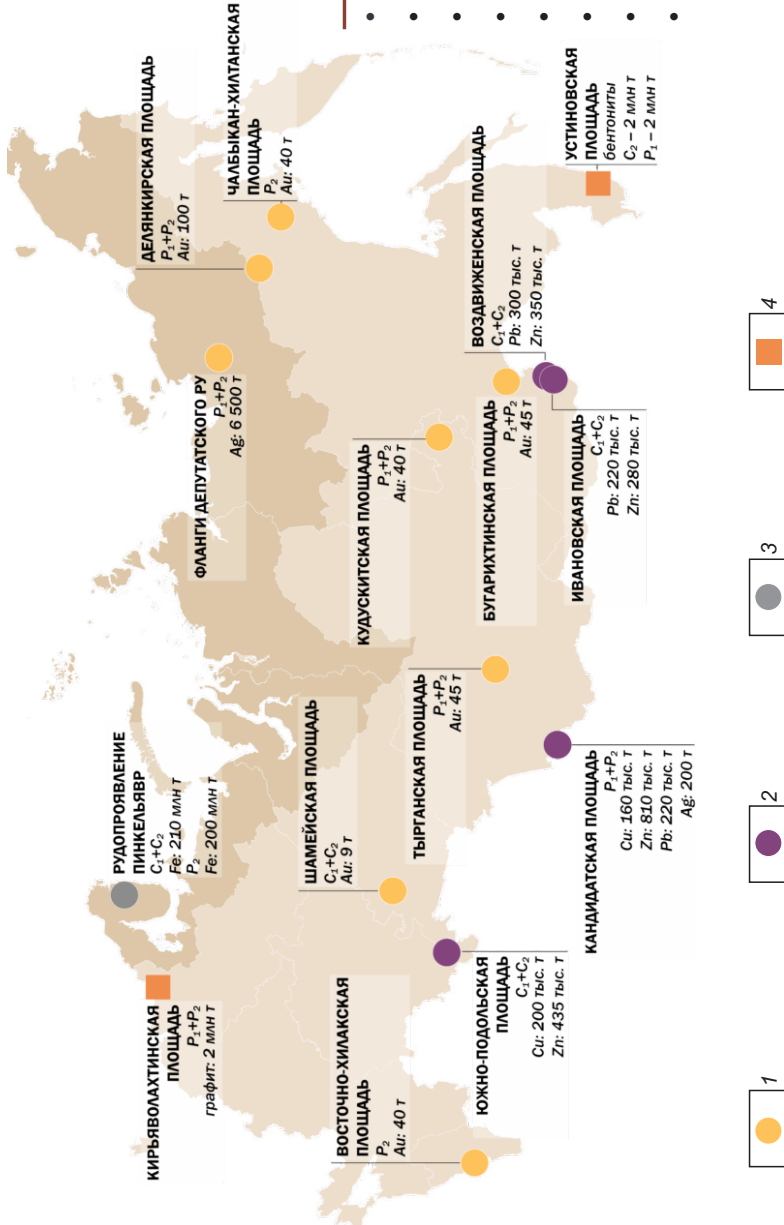 КИРЬЯВОЛАХТИНСКАЯ
ПЛОЩАДЬ
P₁+P₂
графит: 2 млн т
РУДОПРОЯВЛЕНИЕ
ПИНКЕЛЬЯВР
C₁+C₂
Fe: 210 млн т
P₂
Fe: 200 млн т
ФЛАНГИ ДЕПУТАТСКОГО РУ
P₁+P₂
Ag: 6 500 т
ДЕЛЯНКИРСКАЯ ПЛОЩАДЬ
P₁+P₂
Au: 100 т
ЧАЛБЫКАН-ХИЛТАНСКАЯ
ПЛОЩАДЬ
P₂
Au: 40 т
ВОСТОЧНО-ХИЛАКСКАЯ
ПЛОЩАДЬ
P₂
Au: 40 т
ШАМЕЙСКАЯ ПЛОЩАДЬ
C₁+C₂
Au: 9 т
КУДУСКИТСКАЯ ПЛОЩАДЬ
P₁+P₂
Au: 40 т
ТЫРГАНСКАЯ ПЛОЩАДЬ
P₁+P₂
Au: 45 т
БУГАРИХТИНСКАЯ ПЛОЩАДЬ
P₁+P₂
Au: 45 т
ВОЗДВИЖЕНСКАЯ ПЛОЩАДЬ
C₁+C₂
Pb: 300 тыс. т
Zn: 350 тыс. т
УСТИНОВСКАЯ
ПЛОЩАДЬ
бентониты
C₂ – 2 млн т
P₁ – 2 млн т
ЮЖНО-ПОДОЛЬСКАЯ
ПЛОЩАДЬ
C₁+C₂
Cu: 200 тыс. т
Zn: 435 тыс. т
КАНДИДАТСКАЯ ПЛОЩАДЬ
P₁+P₂
Cu: 160 тыс. т
Zn: 810 тыс. т
Pb: 220 тыс. т
Ag: 200 т
ИВАНОВСКАЯ ПЛОЩАДЬ
C₁+C₂
Pb: 220 тыс. т
Zn: 280 тыс. т
1
2
3
4